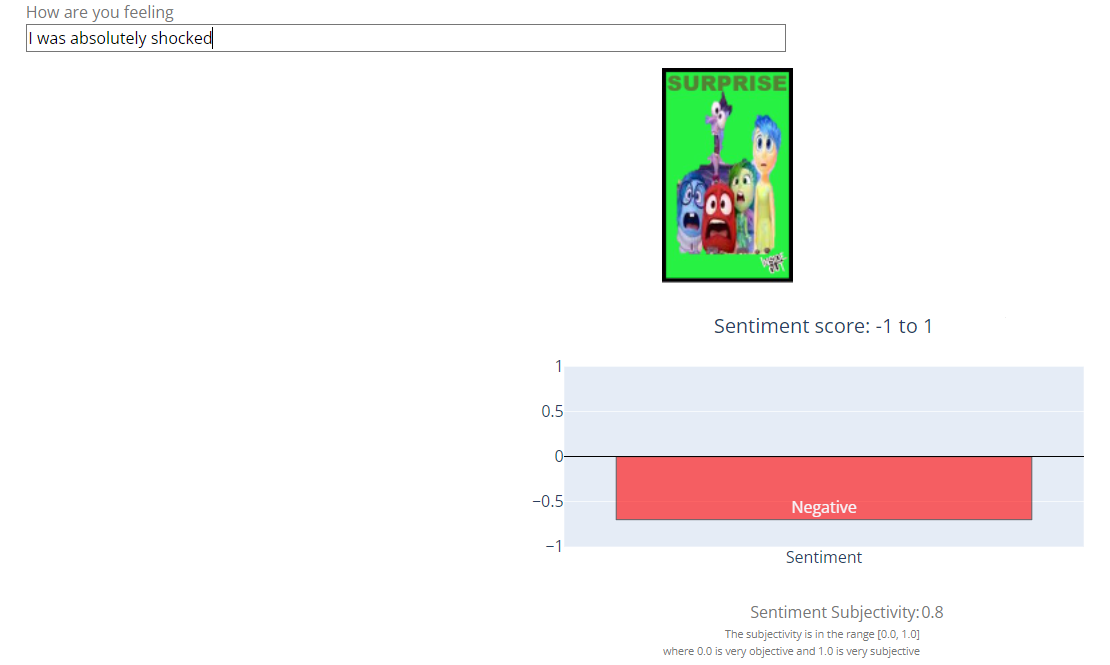 How are you feeling
I was absolutely shocked
SURPRISE
Sentiment score: -1 to 1
1
0.5
0
−0.5
−1
Negative
Sentiment
Sentiment Subjectivity:0.8
The subjectivity is in the range [0.0, 1.0]
where 0.0 is very objective and 1.0 is very subjective